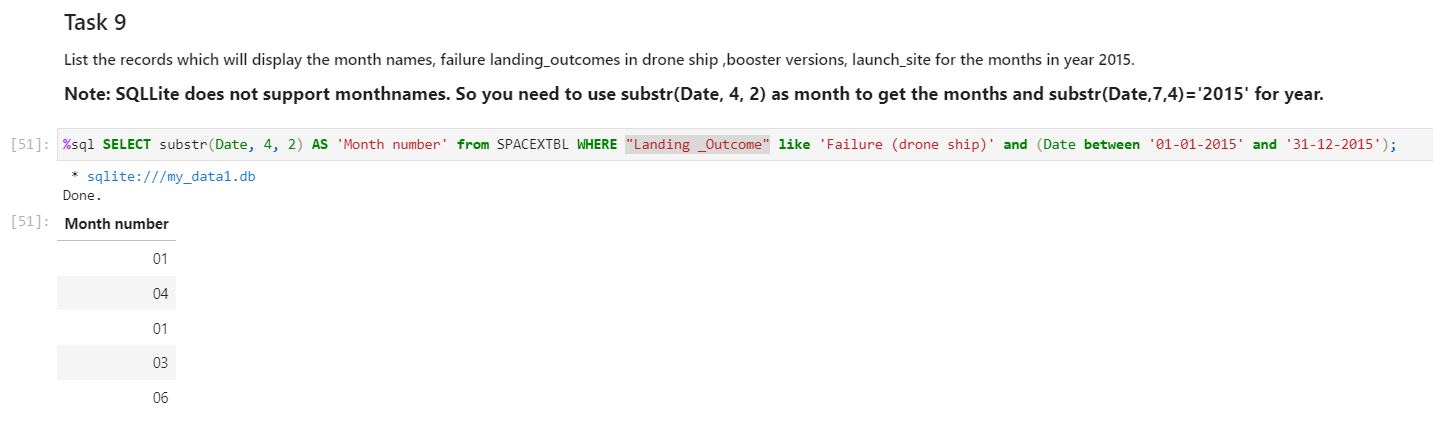 Task 9
List the records which will display the month names, failure landing_outcomes in drone ship ,booster versions, launch_site for the months in year 2015.
Note: SQLLite does not support monthnames. So you need to use substr(Date, 4, 2) as month to get the months and substr(Date,7,4)='2015' for year.
[51]: %sql SELECT substr(Date, 4, 2) AS 'Month number' from SPACEXTBL WHERE "Landing _Outcome" like 'Failure (drone ship)' and (Date between '01-01-2015' and '31-12-2015');
* sqlite:///my_data1.db
Done.
[51]: Month number
01
04
01
03
06